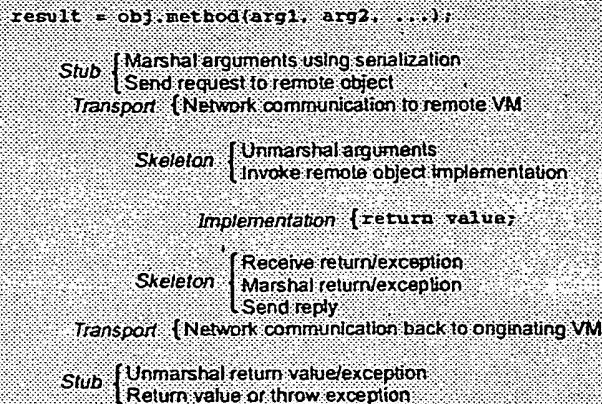 result = obj.method(arg1, arg2, ...);
Stub { Marshal arguments using serialization
Send request to remote object
Transport { Network communication to remote VM
Skeleton { Unmarshal arguments
Invoke remote object implementation
Implementation { return value;
Skeleton { Receive return/exception
Marshal return/exception
Send reply
Transport { Network communication back to originating VM
Stub { Unmarshal return value/exception
Return value or throw exception